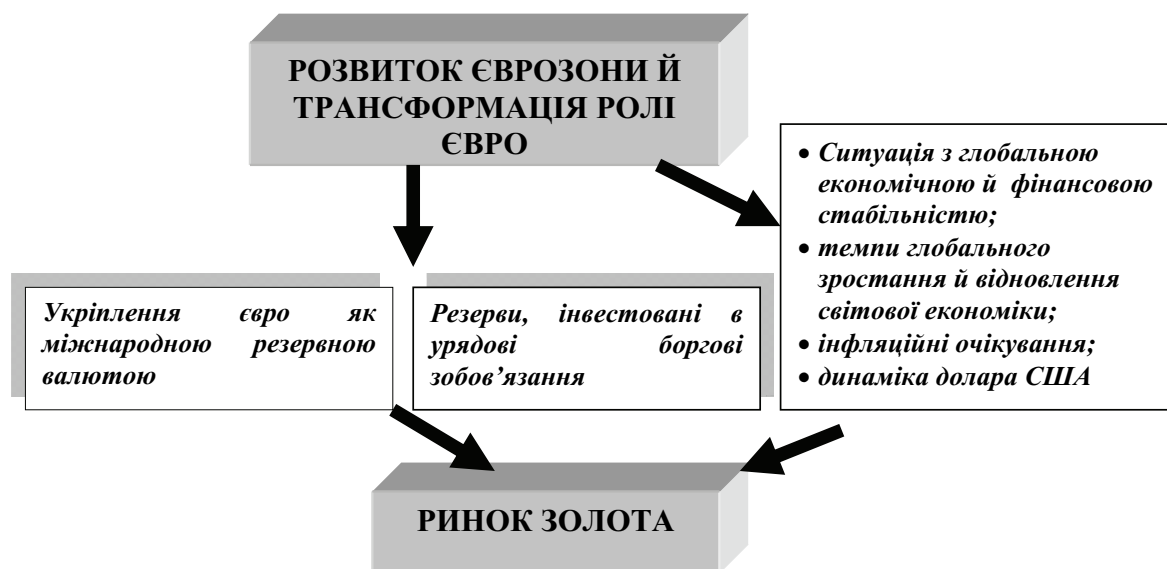 РОЗВИТОК ЄВРОЗОНИ Й
ТРАНСФОРМАЦІЯ РОЛІ
ЄВРО
• Ситуація з глобальною
економічною й фінансовою
стабільністю;
• темпи глобального
зростання й відновлення
світової економіки;
• інфляційні очікування;
• динаміка долара США
Укріплення євро як
міжнародною резервною
валютою
Резерви, інвестовані в
урядові боргові
зобов’язання
РИНОК ЗОЛОТА